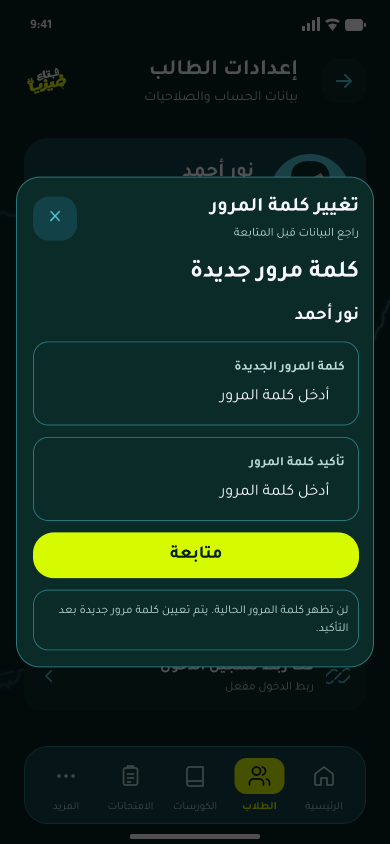 9:41
إعدادات الطالب
بيانات الحساب والصلاحيات
بتاع
فيزيا
نور أحمد
تغيير كلمة المرور
راجع البيانات قبل المتابعة
كلمة مرور جديدة
نور أحمد
كلمة المرور الجديدة
أدخل كلمة المرور
تأكيد كلمة المرور
أدخل كلمة المرور
متابعة
لن تظهر كلمة المرور الحالية. يتم تعيين كلمة مرور جديدة بعد
التأكيد.
ربط الدخول مفعل
الرئيسية
الطلاب
الكورسات
الامتحانات
المزيد